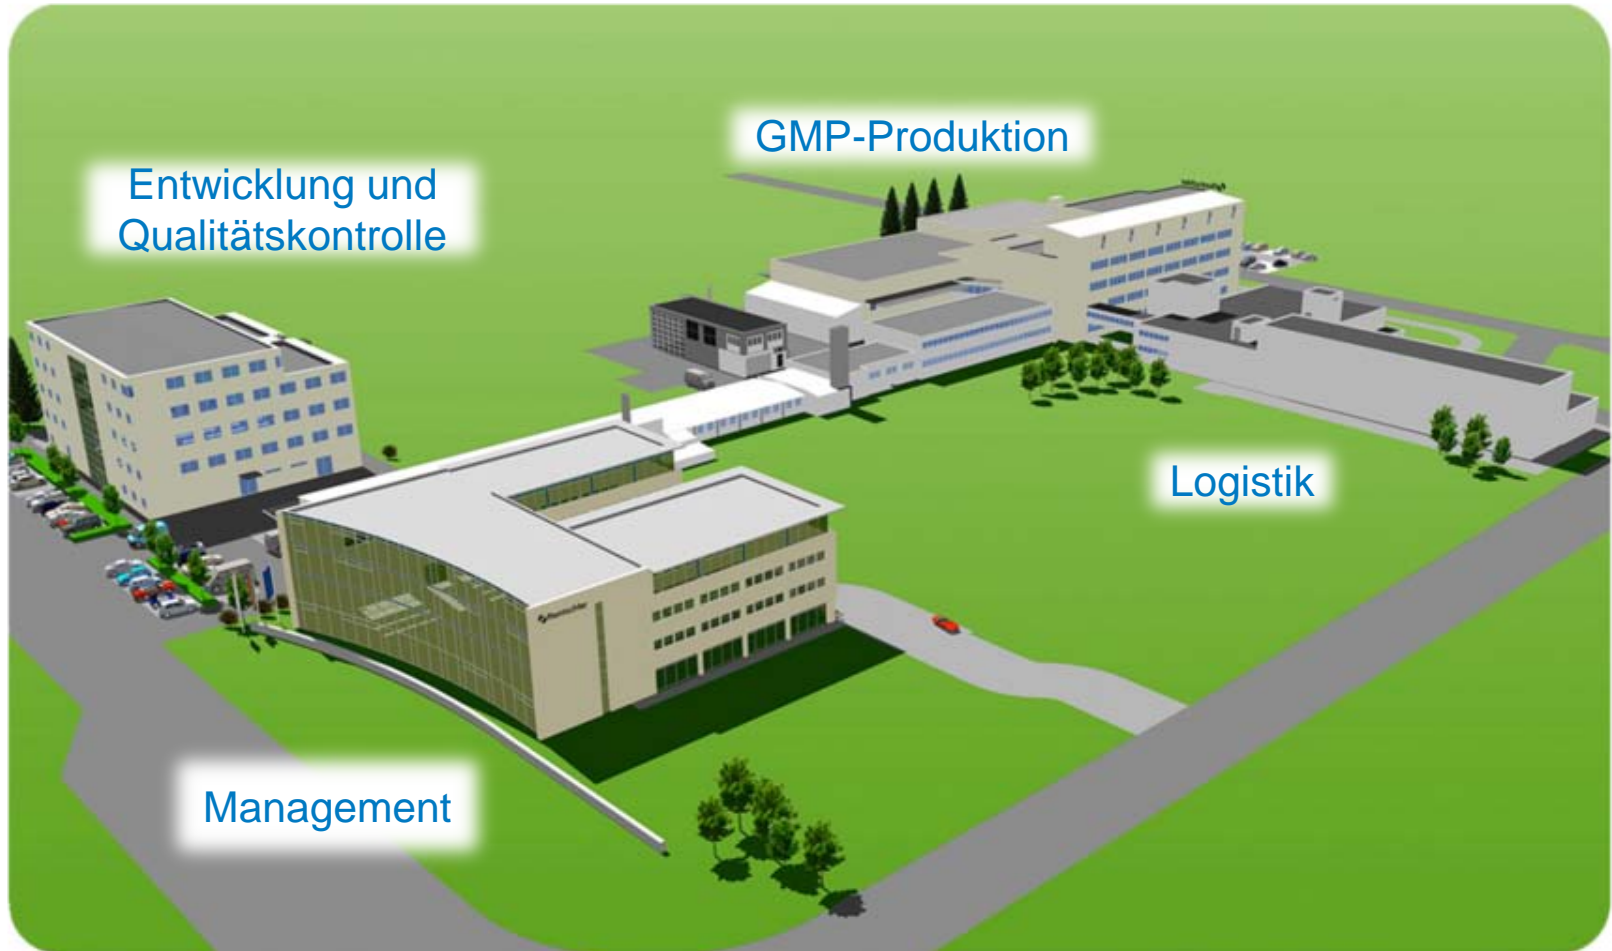 GMP-Produktion
Entwicklung und
Qualitätskontrolle
Logistik
Management